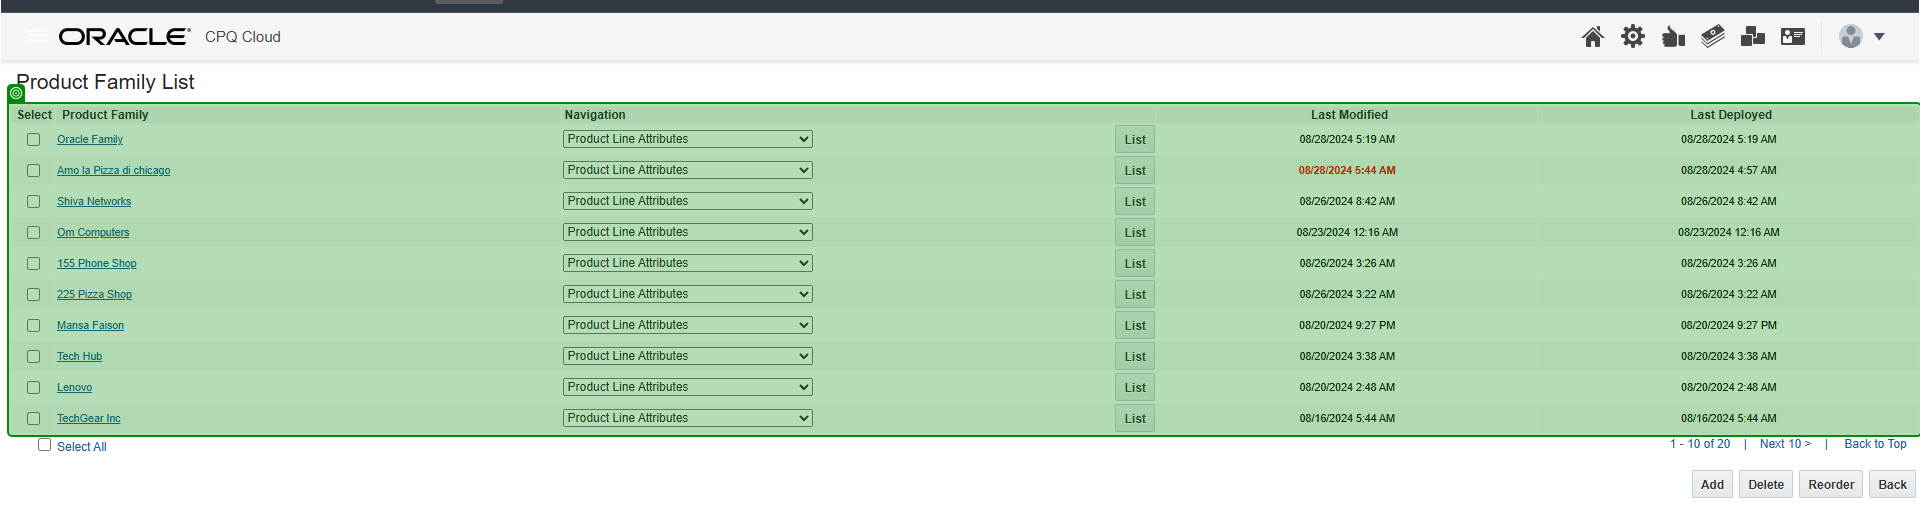 ORACLE® CPQ Cloud
Product Family List
Select Product Family Navigation Last Modified Last Deployed
Oracle Family Product Line Attributes List 08/28/2024 5:19 AM 08/28/2024 5:19 AM
Amo la Pizza di chicago Product Line Attributes List 08/28/2024 5:44 AM 08/28/2024 4:57 AM
Shiva Networks Product Line Attributes List 08/26/2024 8:42 AM 08/26/2024 8:42 AM
Om Computers Product Line Attributes List 08/23/2024 12:16 AM 08/23/2024 12:16 AM
155 Phone Shop Product Line Attributes List 08/26/2024 3:26 AM 08/26/2024 3:26 AM
225 Pizza Shop Product Line Attributes List 08/26/2024 3:22 AM 08/26/2024 3:22 AM
Mansa Faison Product Line Attributes List 08/20/2024 9:27 PM 08/20/2024 9:27 PM
Tech Hub Product Line Attributes List 08/20/2024 3:38 AM 08/20/2024 3:38 AM
Lenovo Product Line Attributes List 08/20/2024 2:48 AM 08/20/2024 2:48 AM
TechGear Inc Product Line Attributes List 08/16/2024 5:44 AM 08/16/2024 5:44 AM
Select All 1 - 10 of 20 | Next 10 > | Back to Top
Add Delete Reorder Back